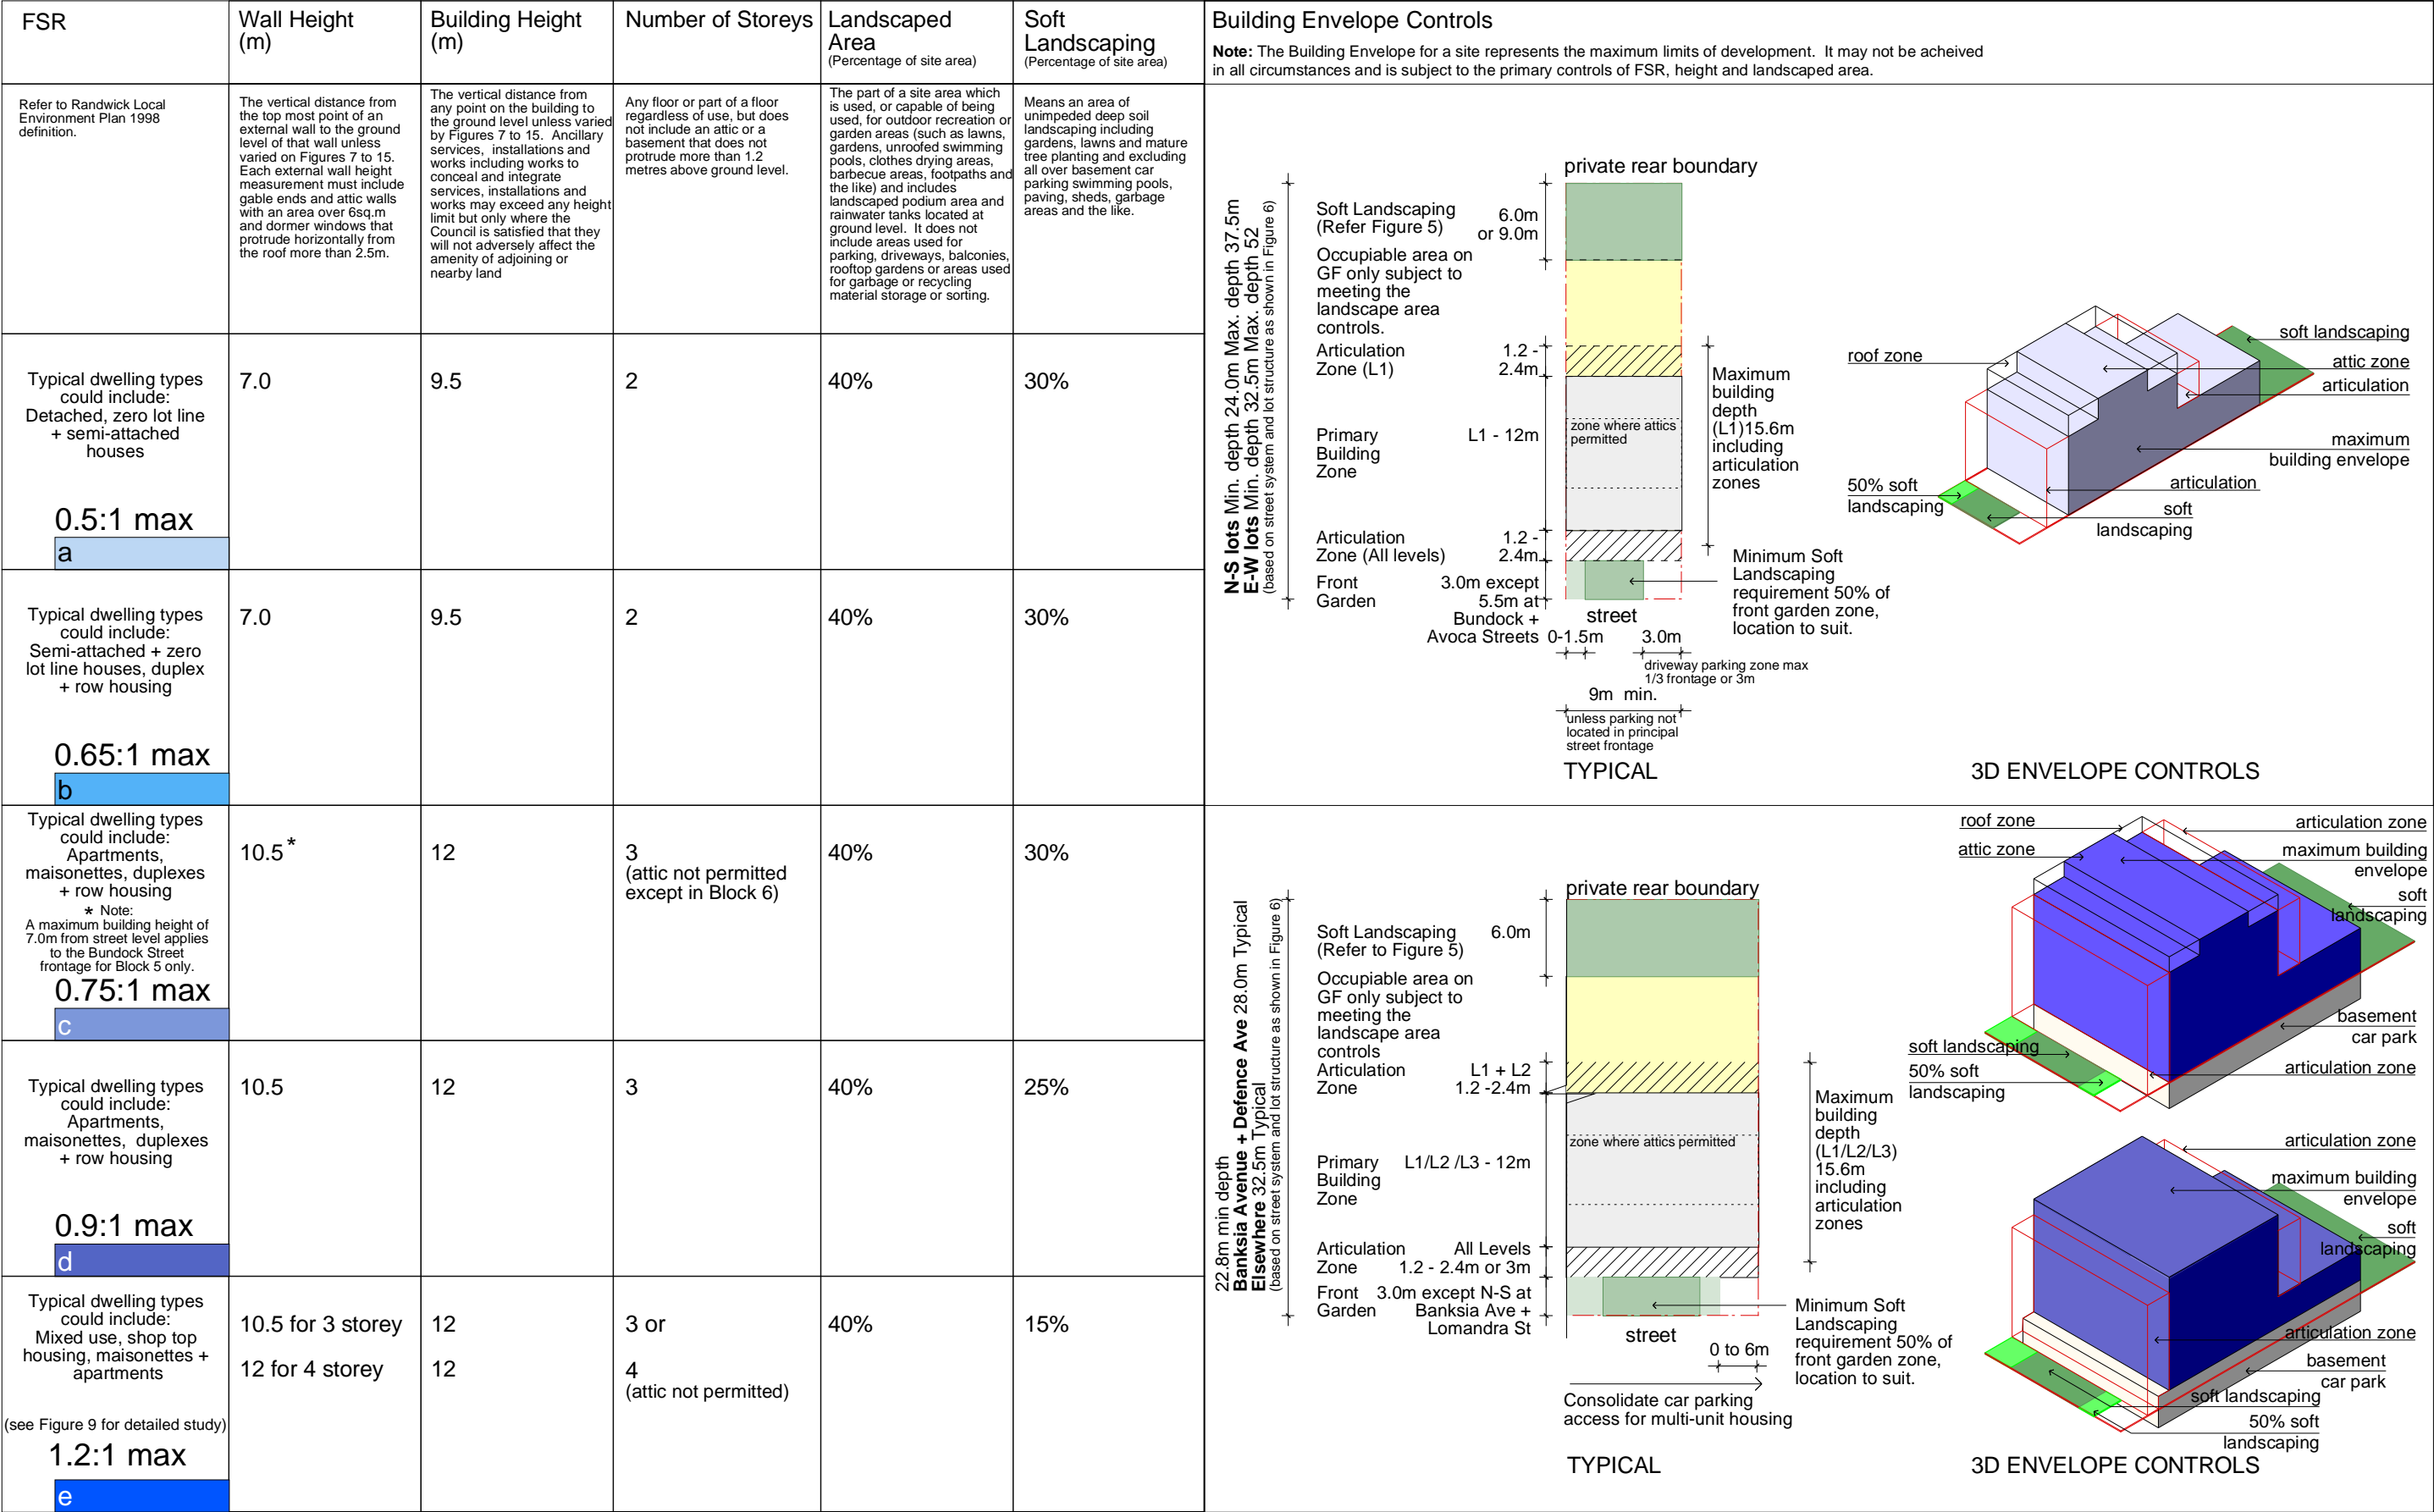 FSR
Wall Height
(m)
Building Height
(m)
Number of Storeys
Landscaped
Area
(Percentage of site area)
Soft
Landscaping
(Percentage of site area)
Building Envelope Controls
Note: The Building Envelope for a site represents the maximum limits of development. It may not be acheived
in all circumstances and is subject to the primary controls of FSR, height and landscaped area.
Refer to Randwick Local
Environment Plan 1998
definition.
The vertical distance from
the top most point of an
external wall to the ground
level of that wall unless
varied on Figures 7 to 15.
Each external wall height
measurement must include
gable ends and attic walls
with an area over 6sq.m
and dormer windows that
protrude horizontally from
the roof more than 2.5m.
The vertical distance from
any point on the building to
the ground level unless varied
by Figures 7 to 15. Ancillary
services, installations and
works including works to
conceal and integrate
services, installations and
works may exceed any height
limit but only where the
Council is satisfied that they
will not adversely affect the
amenity of adjoining or
nearby land
Any floor or part of a floor
regardless of use, but does
not include an attic or a
basement that does not
protrude more than 1.2
metres above ground level.
The part of a site area which
is used, or capable of being
used, for outdoor recreation or
garden areas (such as lawns,
gardens, unroofed swimming
pools, clothes drying areas,
barbecue areas, footpaths and
the like) and includes
landscaped podium area and
rainwater tanks located at
ground level. It does not
include areas used for
parking, driveways, balconies,
rooftop gardens or areas used
for garbage or recycling
material storage or sorting.
Means an area of
unimpeded deep soil
landscaping including
gardens, lawns and mature
tree planting and excluding
all over basement car
parking swimming pools,
paving, sheds, garbage
areas and the like.
Typical dwelling types
could include:
Detached, zero lot line
+ semi-attached
houses
0.5:1 max
a
7.0
9.5
2
40%
30%
Typical dwelling types
could include:
Semi-attached + zero
lot line houses, duplex
+ row housing
0.65:1 max
b
7.0
9.5
2
40%
30%
Typical dwelling types
could include:
Apartments,
maisonettes, duplexes
+ row housing
* Note:
A maximum building height of
7.0m from street level applies
to the Bundock Street
frontage for Block 5 only.
0.75:1 max
c
10.5*
12
3
(attic not permitted
except in Block 6)
40%
30%
Typical dwelling types
could include:
Apartments,
maisonettes, duplexes
+ row housing
0.9:1 max
d
10.5
12
3
40%
25%
Typical dwelling types
could include:
Mixed use, shop top
housing, maisonettes +
apartments
(see Figure 9 for detailed study)
1.2:1 max
e
10.5 for 3 storey
12 for 4 storey
12
12
3 or
4
(attic not permitted)
40%
15%
N-S lots Min. depth 24.0m Max. depth 37.5m
E-W lots Min. depth 32.5m Max. depth 52
(based on street system and lot structure as shown in Figure 6)
private rear boundary
Soft Landscaping
(Refer Figure 5)
6.0m
or 9.0m
Occupiable area on
GF only subject to
meeting the
landscape area
controls.
Articulation
Zone (L1)
1.2 -
2.4m
Primary
Building
Zone
L1 - 12m
zone where attics
permitted
Maximum
building
depth
(L1)15.6m
including
articulation
zones
Articulation
Zone (All levels)
1.2 -
2.4m
Front
Garden
3.0m except
5.5m at
Bundock +
Avoca Streets
street
0-1.5m
3.0m
Minimum Soft
Landscaping
requirement 50% of
front garden zone,
location to suit.
driveway parking zone max
1/3 frontage or 3m
9m min.
unless parking not
located in principal
street frontage
TYPICAL
roof zone
soft landscaping
attic zone
articulation
maximum
building envelope
50% soft
landscaping
articulation
soft
landscaping
3D ENVELOPE CONTROLS
22.8m min depth
Banksia Avenue + Defence Ave 28.0m Typical
Elsewhere 32.5m Typical
(based on street system and lot structure as shown in Figure 6)
private rear boundary
Soft Landscaping
(Refer to Figure 5)
6.0m
Occupiable area on
GF only subject to
meeting the
landscape area
controls
Articulation
Zone
L1 + L2
1.2 -2.4m
Primary
Building
Zone
L1/L2 /L3 - 12m
zone where attics permitted
Maximum
building
depth
(L1/L2/L3)
15.6m
including
articulation
zones
Articulation
Zone
All Levels
1.2 - 2.4m or 3m
Front
Garden
3.0m except N-S at
Banksia Ave +
Lomandra St
street
0 to 6m
Minimum Soft
Landscaping
requirement 50% of
front garden zone,
location to suit.
Consolidate car parking
access for multi-unit housing
TYPICAL
roof zone
attic zone
articulation zone
maximum building
envelope
soft
landscaping
basement
car park
articulation zone
soft landscaping
50% soft
landscaping
articulation zone
maximum building
envelope
soft
landscaping
articulation zone
basement
car park
soft landscaping
50% soft
landscaping
3D ENVELOPE CONTROLS